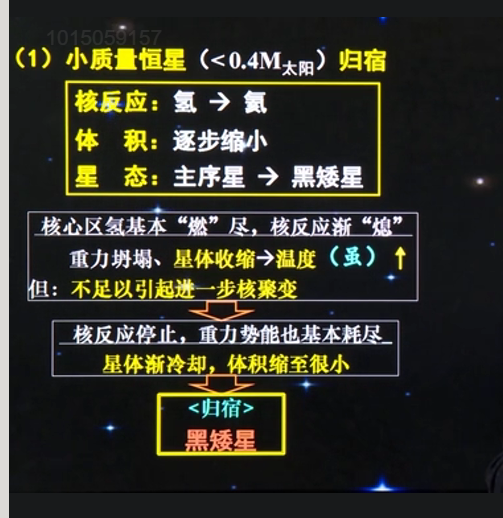 1015059157
（1）小质量恒星（<0.4M太阳）归宿
核反应：氢 → 氦
体 积：逐步缩小
星 态：主序星 → 黑矮星
核心区氢基本“燃”尽，核反应渐“熄”
重力坍塌、星体收缩→温度（虽）↑
但：不足以引起进一步核聚变
核反应停止，重力势能也基本耗尽
星体渐冷却，体积缩至很小
<归宿>
黑矮星